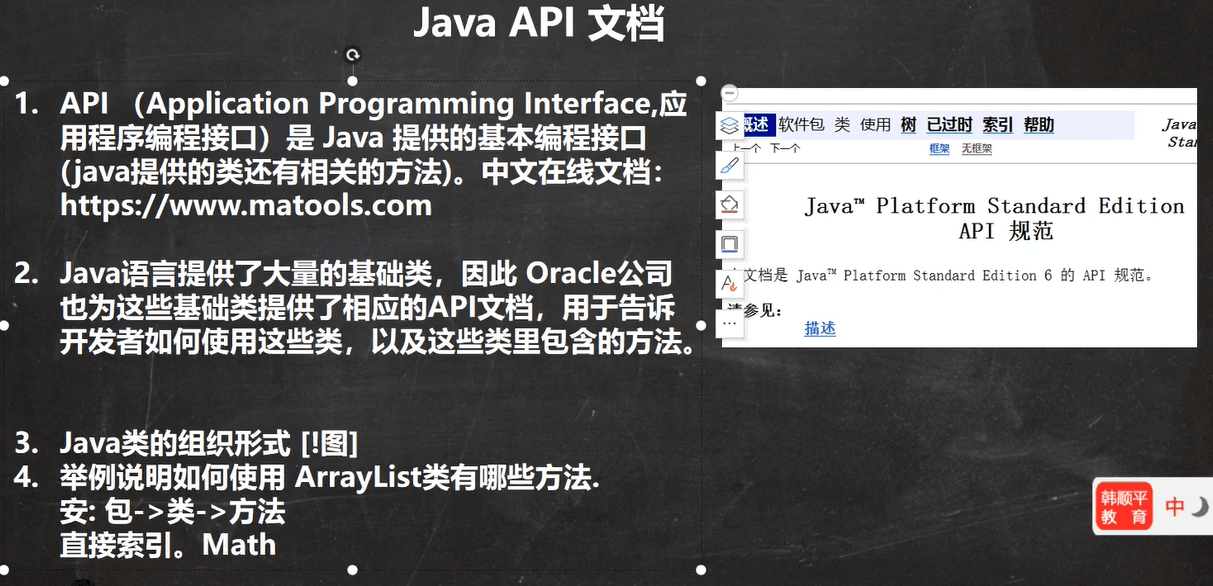 Java API 文档
1. API （Application Programming Interface,应
用程序编程接口）是 Java 提供的基本编程接口
(java提供的类还有相关的方法)。中文在线文档：
https://www.matools.com
2. Java语言提供了大量的基础类，因此 Oracle公司
也为这些基础类提供了相应的API文档，用于告诉
开发者如何使用这些类，以及这些类里包含的方法。
3. Java类的组织形式 [!图]
4. 举例说明如何使用 ArrayList类有哪些方法.
安: 包->类->方法
直接索引。Math
概述 软件包 类 使用 树 已过时 索引 帮助
Java
上一个 下一个 框架 无框架
Java™ Platform Standard Edition
API 规范
文档是 Java™ Platform Standard Edition 6 的 API 规范。
请参见：
描述
韩顺平
教 育
中